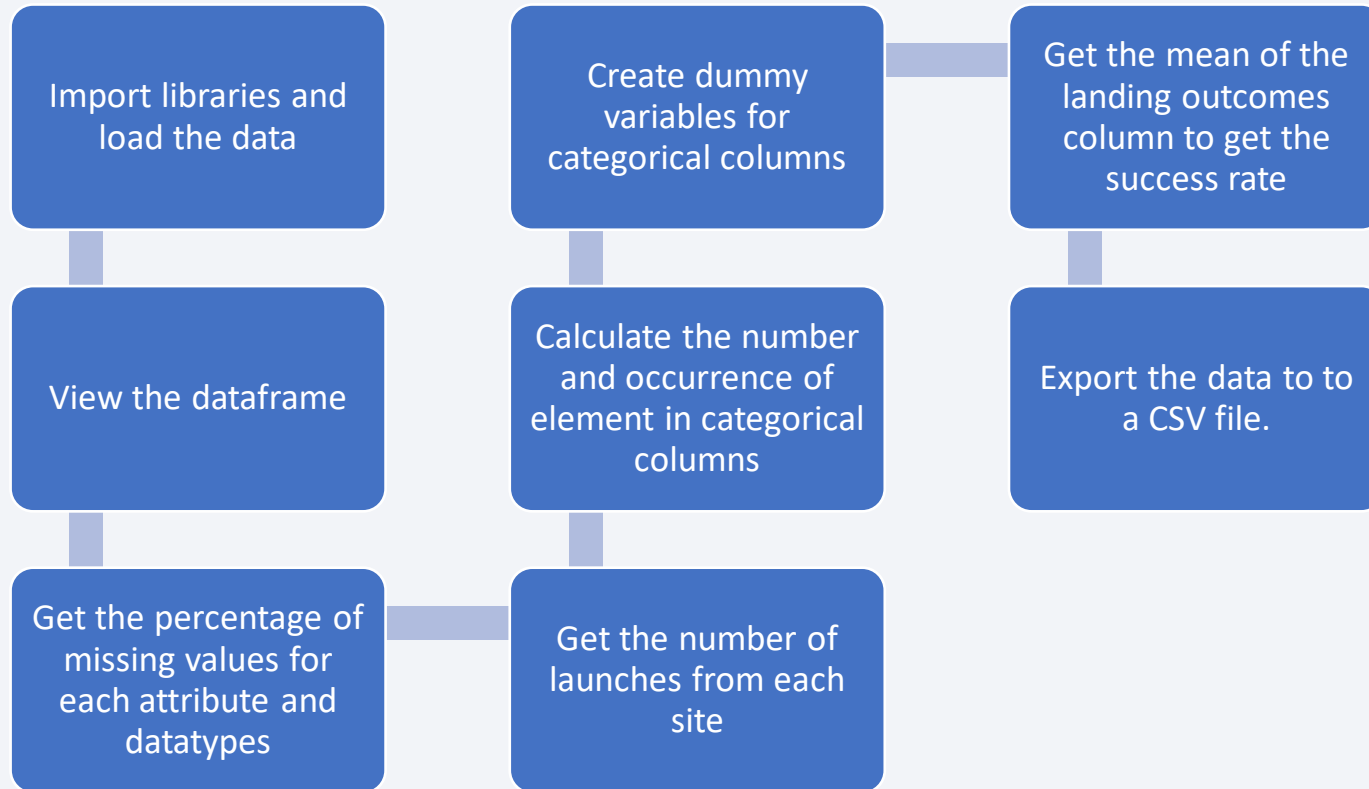 Import libraries and
load the data
View the dataframe
Get the percentage of
missing values for
each attribute and
datatypes
Get the number of
launches from each
site
Calculate the number
and occurrence of
element in categorical
columns
Create dummy
variables for
categorical columns
Get the mean of the
landing outcomes
column to get the
success rate
Export the data to to
a CSV file.